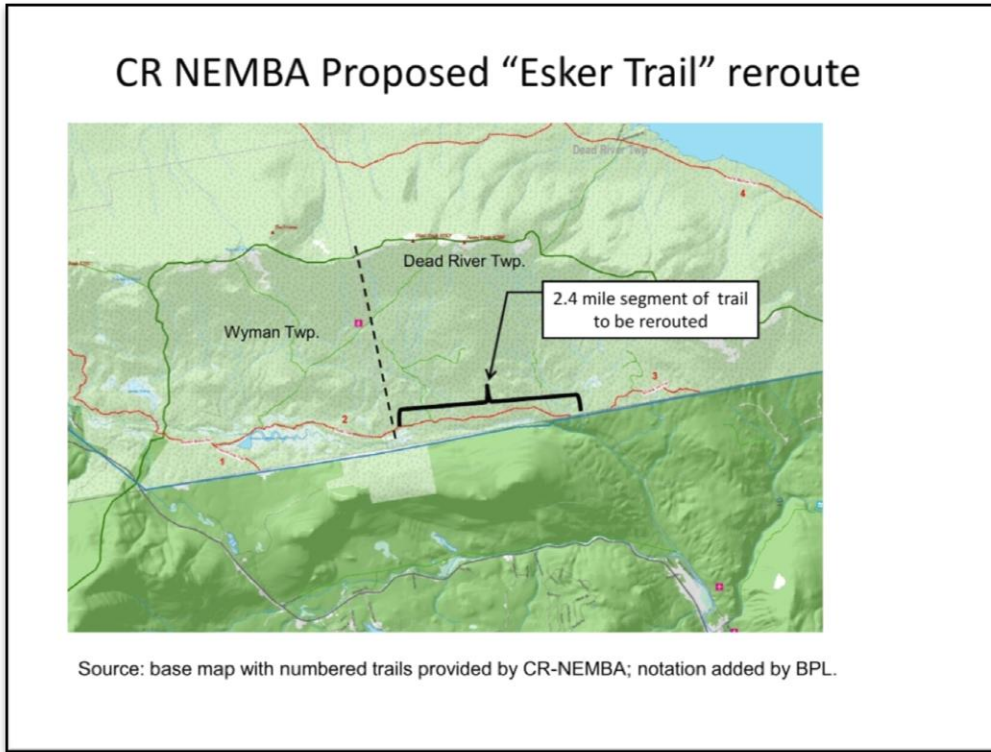 CR NEMBA Proposed “Esker Trail” reroute
Dead River Twp
4
Dead River Twp.
2.4 mile segment of trail
to be rerouted
Wyman Twp.
3
2
1
Source: base map with numbered trails provided by CR-NEMBA; notation added by BPL.